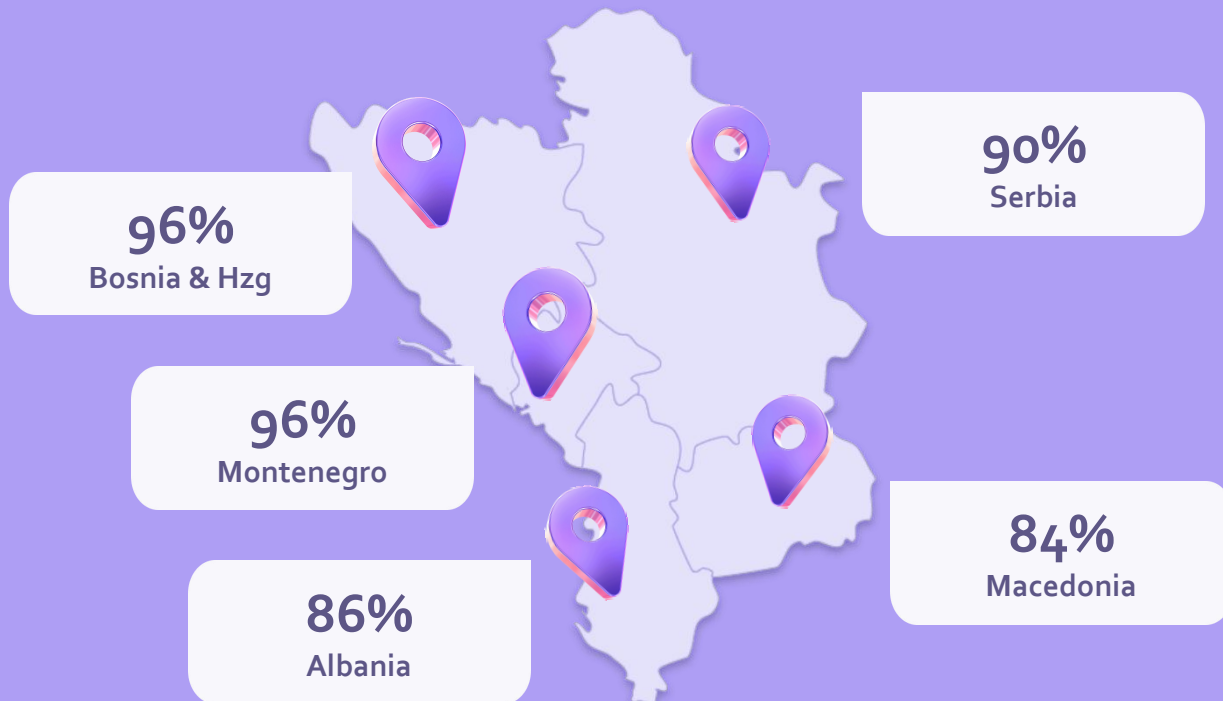 90%
Serbia
96%
Bosnia & Hzg
96%
Montenegro
84%
Macedonia
86%
Albania